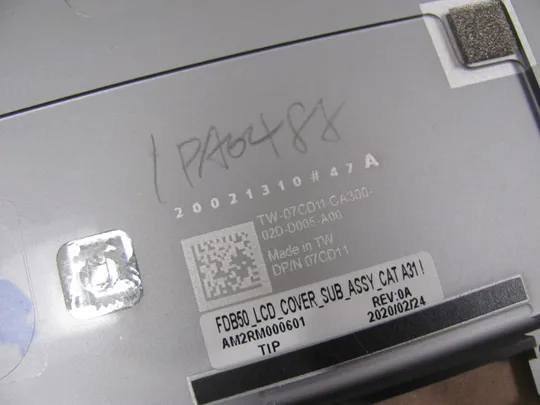 1PA0488
20021310#47A
TW-07CD11-CA300-
02D-D005-A00
Made in TW
DP/N 07CD11
FDB50_LCD_COVER_SUB_ASSY_CAT A31!
AM2RM000601
REV:0A
TIP
2020/02/24